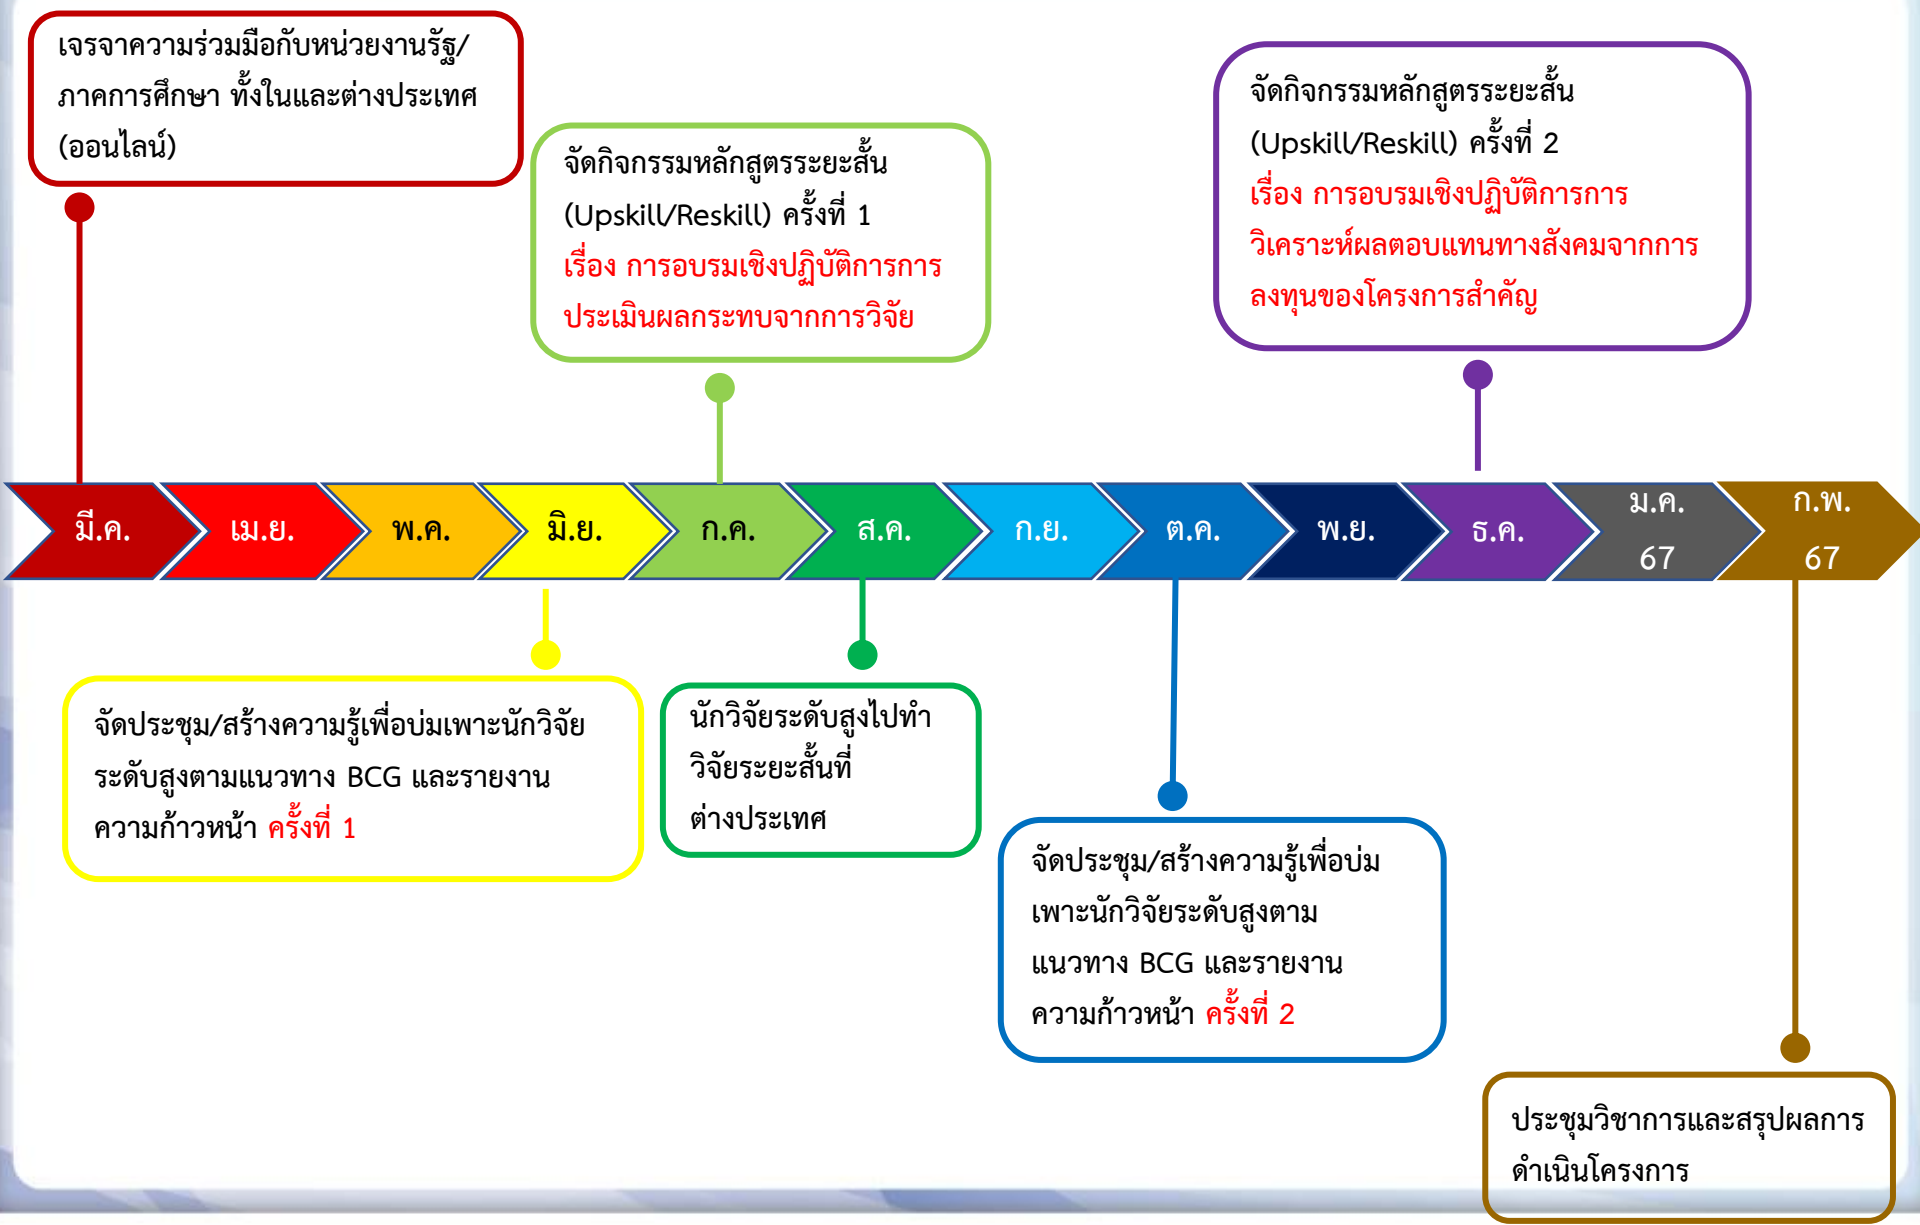 เจรจาความร่วมมือกับหน่วยงานรัฐ/
ภาคการศึกษา ทั้งในและต่างประเทศ
(ออนไลน์)
จัดกิจกรรมหลักสูตรระยะสั้น
(Upskill/Reskill) ครั้งที่ 1
เรื่อง การอบรมเชิงปฏิบัติการการ
ประเมินผลกระทบจากการวิจัย
จัดกิจกรรมหลักสูตรระยะสั้น
(Upskill/Reskill) ครั้งที่ 2
เรื่อง การอบรมเชิงปฏิบัติการการ
วิเคราะห์ผลตอบแทนทางสังคมจากการ
ลงทุนของโครงการสำคัญ
มี.ค.
เม.ย.
พ.ค.
มิ.ย.
ก.ค.
ส.ค.
ก.ย.
ต.ค.
พ.ย.
ธ.ค.
ม.ค.
67
ก.พ.
67
จัดประชุม/สร้างความรู้เพื่อบ่มเพาะนักวิจัย
ระดับสูงตามแนวทาง BCG และรายงาน
ความก้าวหน้า ครั้งที่ 1
นักวิจัยระดับสูงไปทำ
วิจัยระยะสั้นที่
ต่างประเทศ
จัดประชุม/สร้างความรู้เพื่อบ่ม
เพาะนักวิจัยระดับสูงตาม
แนวทาง BCG และรายงาน
ความก้าวหน้า ครั้งที่ 2
ประชุมวิชาการและสรุปผลการ
ดำเนินโครงการ